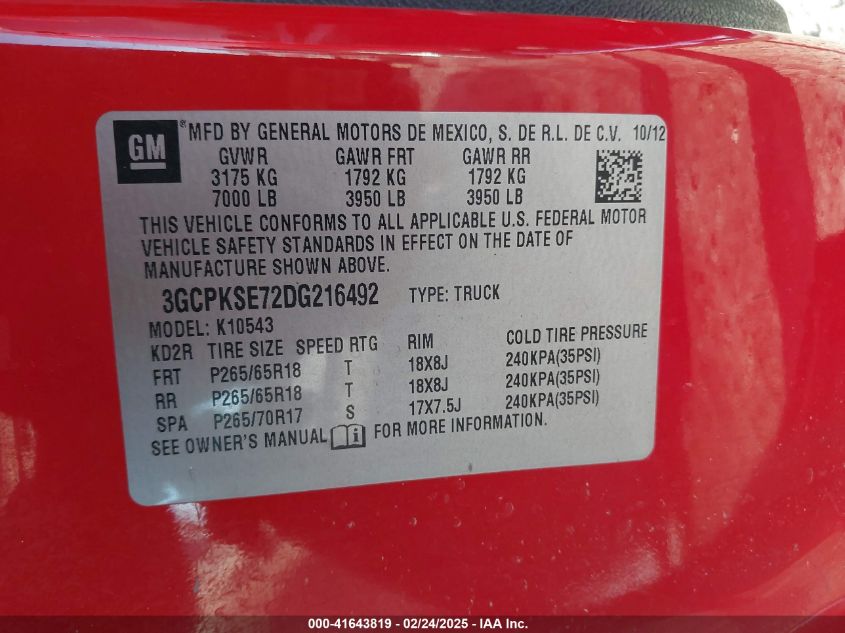 GM ® MFD BY GENERAL MOTORS DE MEXICO, S. DE R.L. DE C.V. 10/12
GVWR GAWR FRT GAWR RR
3175 KG 1792 KG 1792 KG
7000 LB 3950 LB 3950 LB
THIS VEHICLE CONFORMS TO ALL APPLICABLE U.S. FEDERAL MOTOR
VEHICLE SAFETY STANDARDS IN EFFECT ON THE DATE OF
MANUFACTURE SHOWN ABOVE.
3GCPKSE72DG216492 TYPE: TRUCK
MODEL: K10543
KD2R TIRE SIZE SPEED RTG RIM COLD TIRE PRESSURE
FRT P265/65R18 T 18X8J 240KPA(35PSI)
RR P265/65R18 T 18X8J 240KPA(35PSI)
SPA P265/70R17 S 17X7.5J 240KPA(35PSI)
SEE OWNER'S MANUAL i FOR MORE INFORMATION.
000-41643819 / 02/24/2025 - IAA Inc.